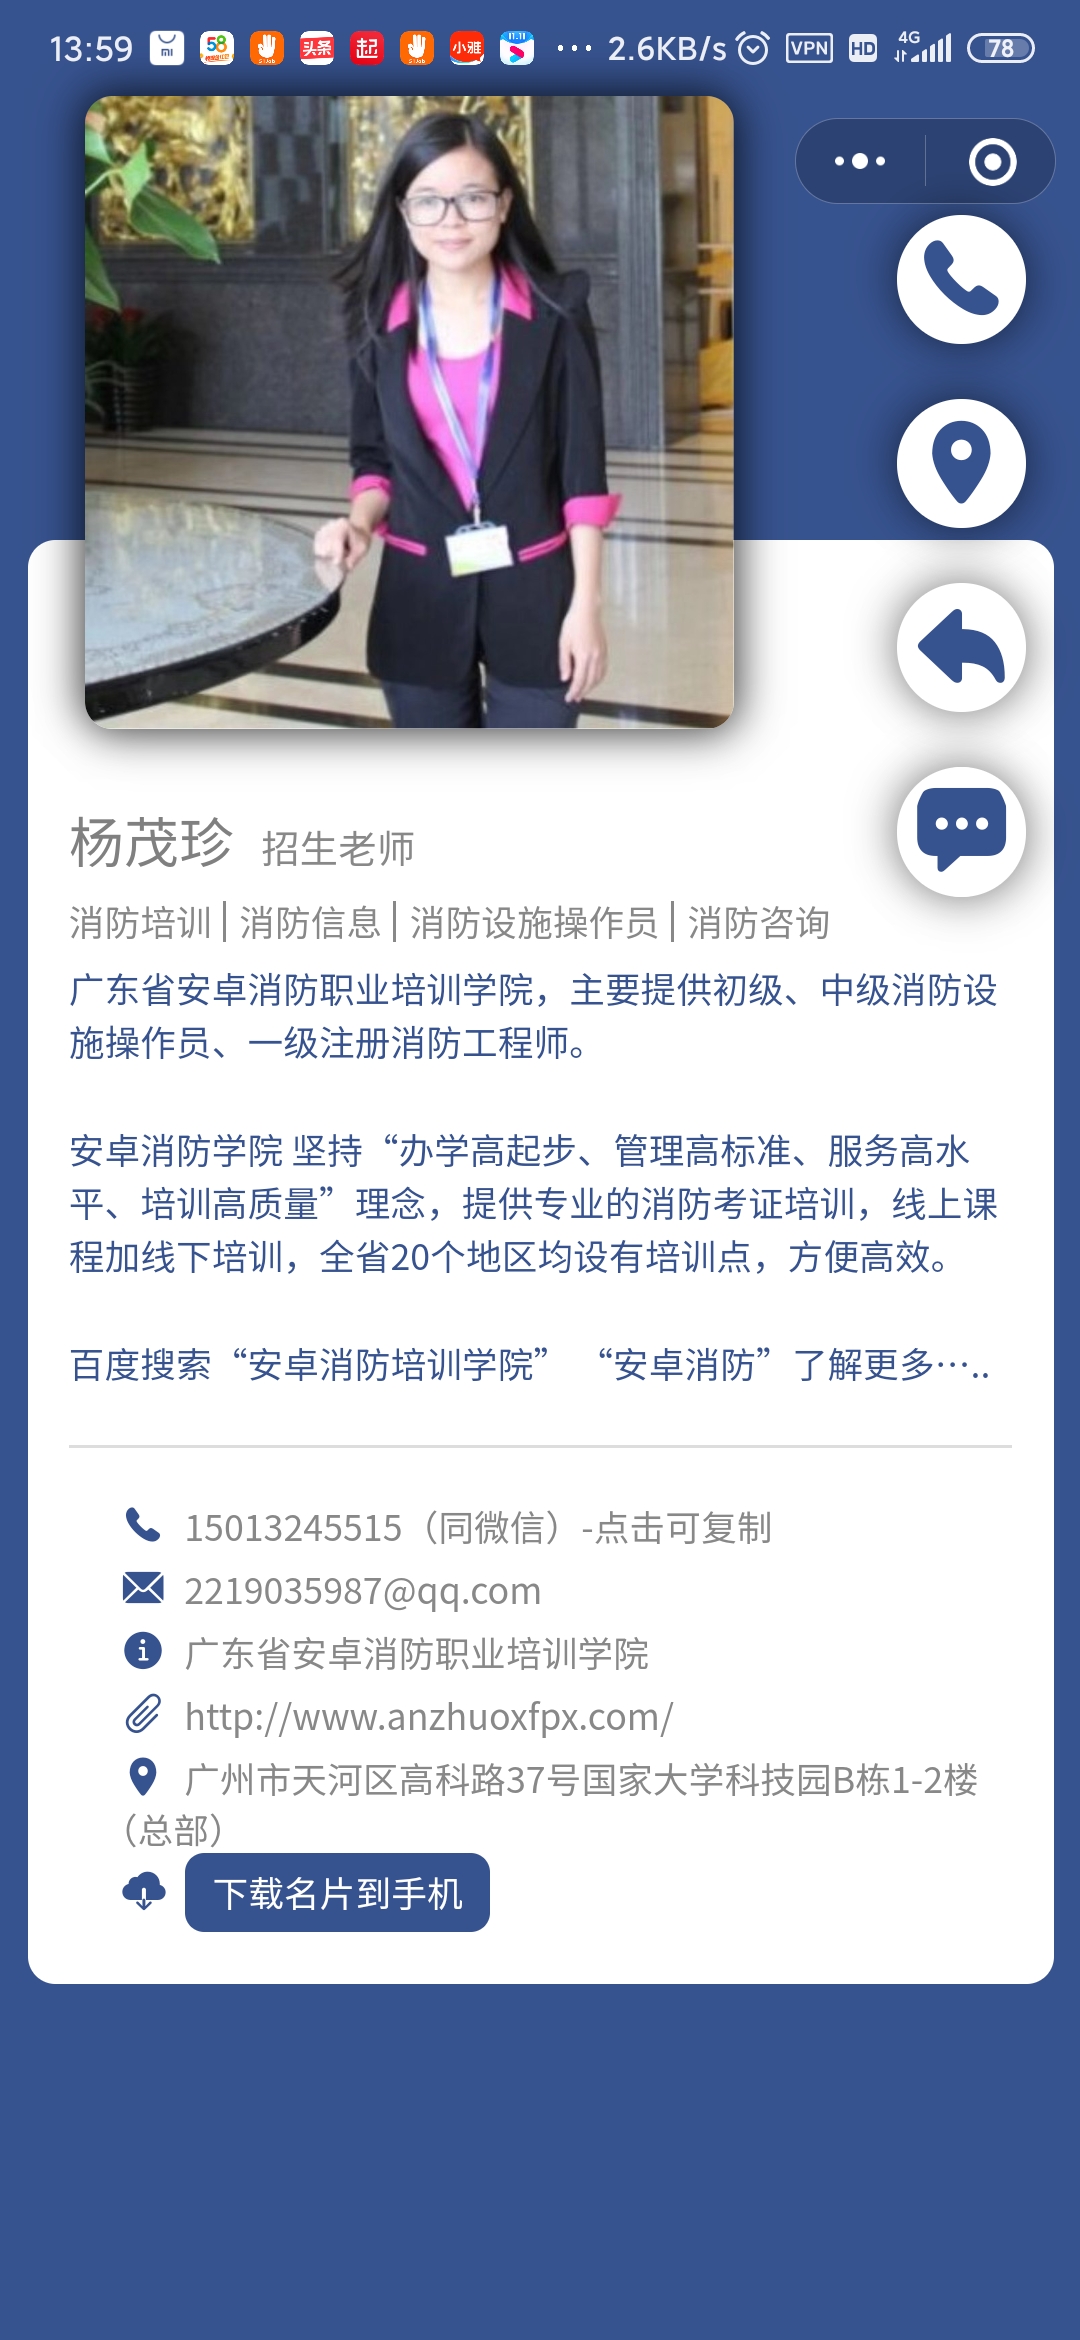 13:59 58 头条 起 小雅 11.11 2.6KB/s VPN HD 4G 78
杨茂珍 招生老师
消防培训 | 消防信息 | 消防设施操作员 | 消防咨询
广东省安卓消防职业培训学院，主要提供初级、中级消防设
施操作员、一级注册消防工程师。
安卓消防学院 坚持“办学高起步、管理高标准、服务高水
平、培训高质量”理念，提供专业的消防考证培训，线上课
程加线下培训，全省20个地区均设有培训点，方便高效。
百度搜索“安卓消防培训学院” “安卓消防”了解更多…..
15013245515（同微信）-点击可复制
2219035987@qq.com
广东省安卓消防职业培训学院
http://www.anzhuoxfpx.com/
广州市天河区高科路37号国家大学科技园B栋1-2楼
（总部）
下载名片到手机